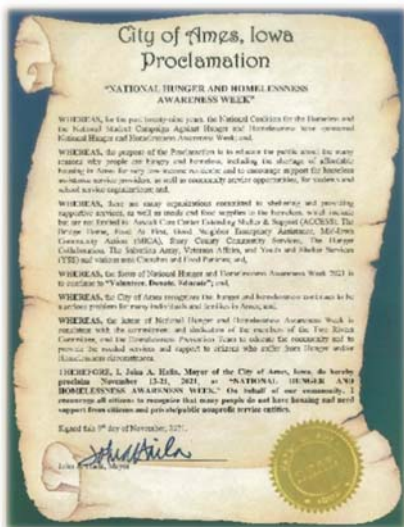 City of Ames, Iowa
Proclamation
"NATIONAL HUNGER AND HOMELESSNESS
AWARENESS WEEK"
WHEREAS, for the past twenty-nine years, the National Coalition for the Homeless and
the National Student Campaign Against Hunger and Homelessness have sponsored
National Hunger and Homelessness Awareness Week; and,
WHEREAS, the purpose of the Proclamation is to educate the public about the many
reasons why people are hungry and homeless, including the shortage of affordable
housing in Ames for very low income residents; and to encourage support for homeless
assistance service providers, as well as community service opportunities, for students and
school service organizations; and,
WHEREAS, there are many organizations committed to sheltering and providing
supportive services, as well as meals and food supplies to the homeless, which include
but are not limited to: Assault Care Center Extending Shelter & Support (ACCESS), The
Bridge Home, Food At First, Good Neighbor Emergency Assistance, Mid-Iowa
Community Action (MICA), Story County Community Services, The Hunger
Collaboration, The Salvation Army, Veterans Affairs, and Youth and Shelter Services
(YSS) and various area Churches and Food Pantries; and,
WHEREAS, the theme of National Hunger and Homelessness Awareness Week 2021 is
to continue to "Volunteer, Donate, Educate"; and,
WHEREAS, the City of Ames recognizes that hunger and homelessness continues to be
a serious problem for many individuals and families in Ames; and,
WHEREAS, the intent of National Hunger and Homelessness Awareness Week is
consistent with the commitment and dedication of the members of the Two Rivers
Committee, and the Homelessness Prevention Team to educate the community and to
provide the needed services and support to citizens who suffer from Hunger and/or
Homelessness circumstances.
THEREFORE, I, John A. Haila, Mayor of the City of Ames, Iowa, do hereby
proclaim November 13-21, 2021, as "NATIONAL HUNGER AND
HOMELESSNESS AWARENESS WEEK." On behalf of our community, I
encourage all citizens to recognize that many people do not have housing and need
support from citizens and private/public nonprofit service entities.
Signed this 9th day of November, 2021.
John A. Haila, Mayor